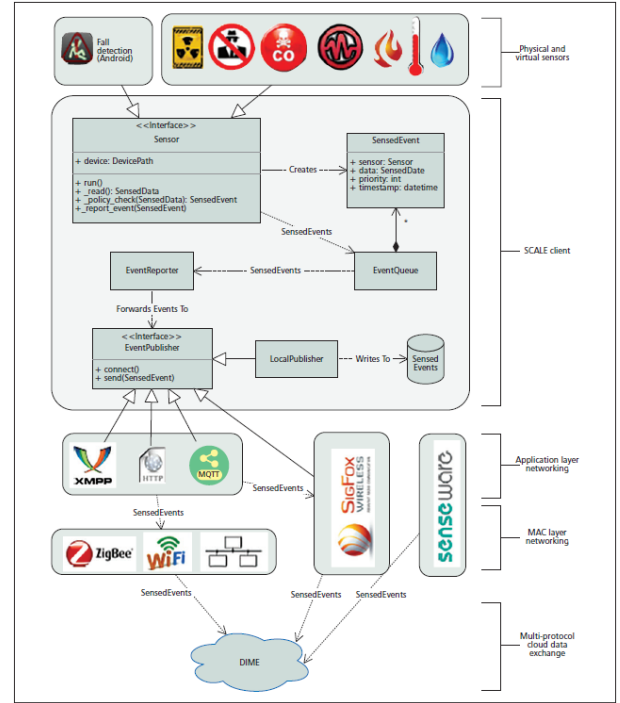 Fall
detection
(Android)
CO
Physical and
virtual sensors
<<Interface>>
Sensor
+ device: DevicePath
+ run()
+ _read(): SensedData
+ _policy_check(SensedData): SensedEvent
+_report_event(SensedEvent)
Creates
SensedEvent
+ sensor: Sensor
+ data: SensedDate
+ priority: int
+ timestamp: datetime
*
SensedEvents
SCALE client
EventReporter
SensedEvents
EventQueue
Forwards Events To
<<Interface>>
EventPublisher
+ connect()
+ send(SensedEvent)
LocalPublisher
Writes To
Sensed
Events
XMPP
HTTP
MQTT
SensedEvents
SIGFOX
WIRELESS
senseware
Application layer
networking
SensedEvents
ZigBee
WiFi
MAC layer
networking
SensedEvents
SensedEvents
SensedEvents
DIME
Multi-protocol
cloud data
exchange